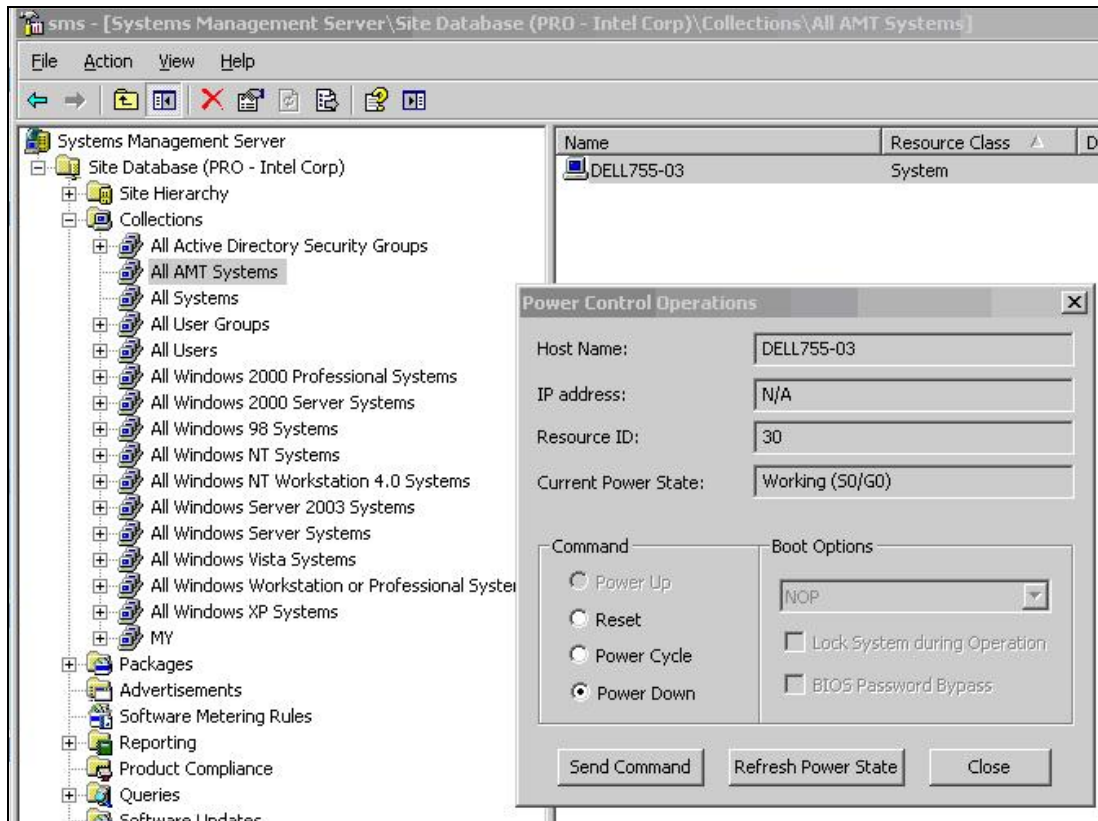 sms - [Systems Management Server\Site Database (PRO - Intel Corp)\Collections\All AMT Systems]
File Action View Help
Systems Management Server
Site Database (PRO - Intel Corp)
Site Hierarchy
Collections
All Active Directory Security Groups
All AMT Systems
All Systems
All User Groups
All Users
All Windows 2000 Professional Systems
All Windows 2000 Server Systems
All Windows 98 Systems
All Windows NT Systems
All Windows NT Workstation 4.0 Systems
All Windows Server 2003 Systems
All Windows Server Systems
All Windows Vista Systems
All Windows Workstation or Professional System
All Windows XP Systems
MY
Packages
Advertisements
Software Metering Rules
Reporting
Product Compliance
Queries
Software Updates
Name Resource Class D
DELL755-03 System
Power Control Operations
Host Name: DELL755-03
IP address: N/A
Resource ID: 30
Current Power State: Working (S0/G0)
Command
Power Up
Reset
Power Cycle
Power Down
Boot Options
NOP
Lock System during Operation
BIOS Password Bypass
Send Command Refresh Power State Close